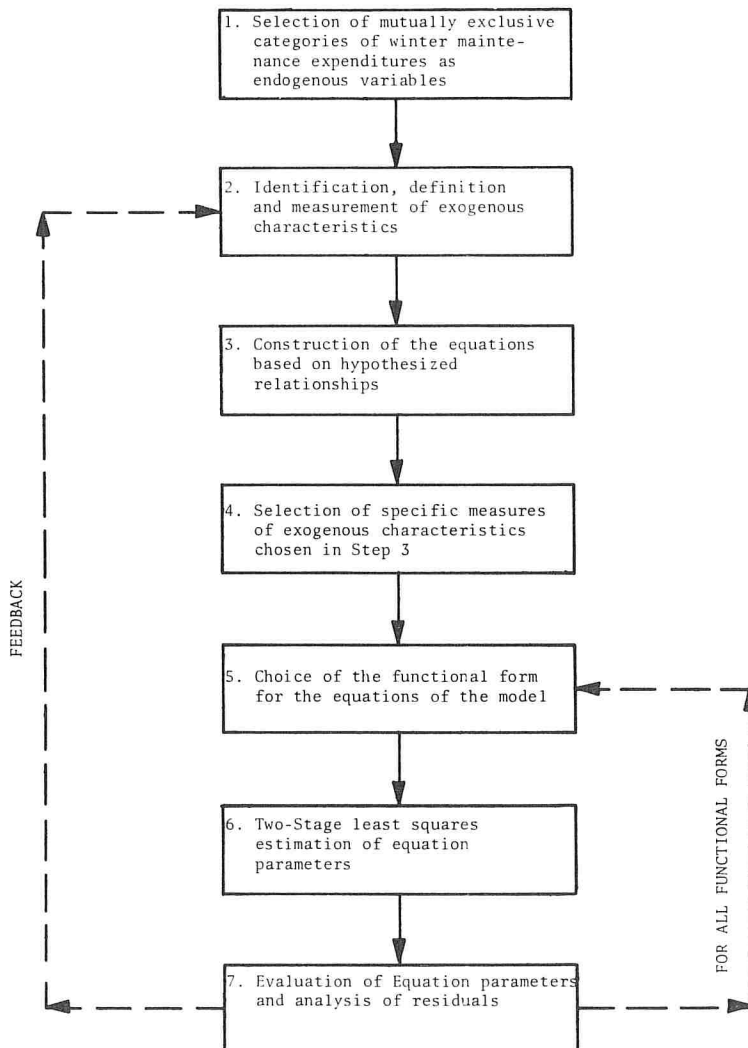 1. Selection of mutually exclusive
categories of winter mainte-
nance expenditures as
endogenous variables
2. Identification, definition
and measurement of exogenous
characteristics
3. Construction of the equations
based on hypothesized
relationships
4. Selection of specific measures
of exogenous characteristics
chosen in Step 3
FEEDBACK
5. Choice of the functional form
for the equations of the model
FOR ALL FUNCTIONAL FORMS
6. Two-Stage least squares
estimation of equation
parameters
7. Evaluation of Equation parameters
and analysis of residuals